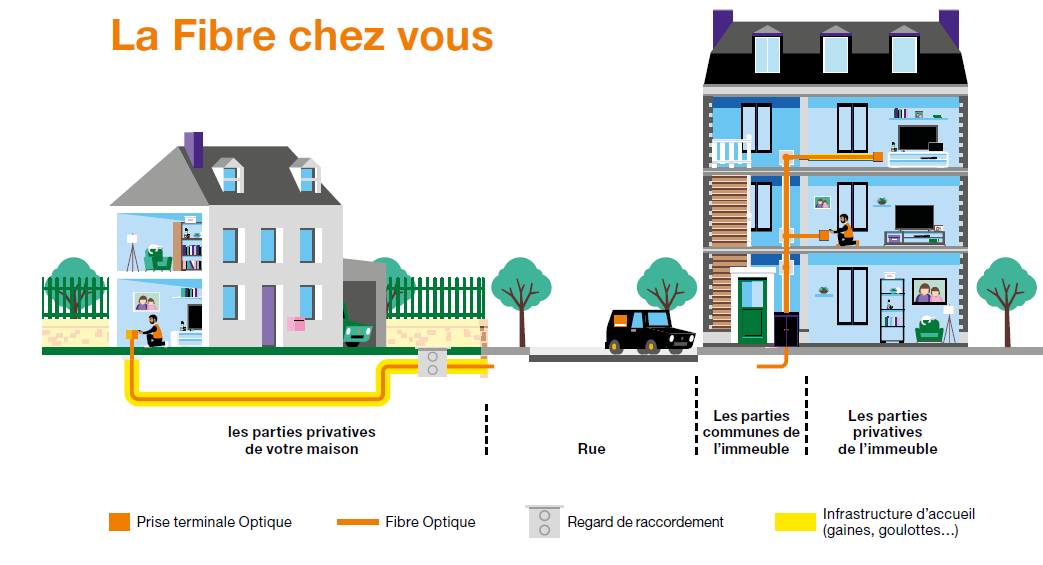 La Fibre chez vous
les parties privatives
de votre maison
Rue
Les parties
communes de
l'immeuble
Les parties
privatives
de l'immeuble
Prise terminale Optique
Fibre Optique
Regard de raccordement
Infrastructure d'accueil
(gaines, goulottes...)